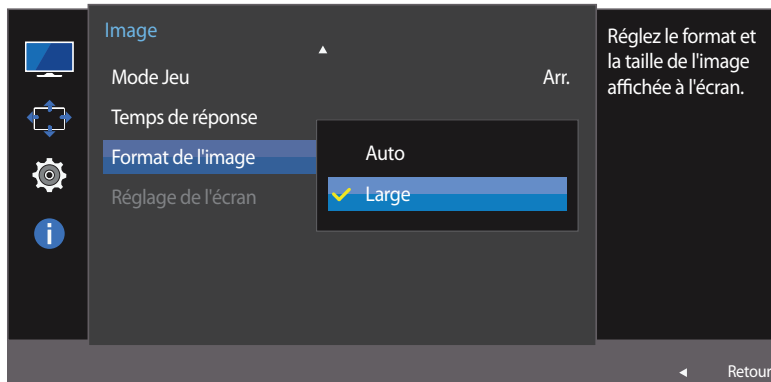 Image
Mode Jeu Arr.
Temps de réponse
Format de l'image
Réglage de l'écran
Auto
Large
Réglez le format et
la taille de l'image
affichée à l'écran.
Retour